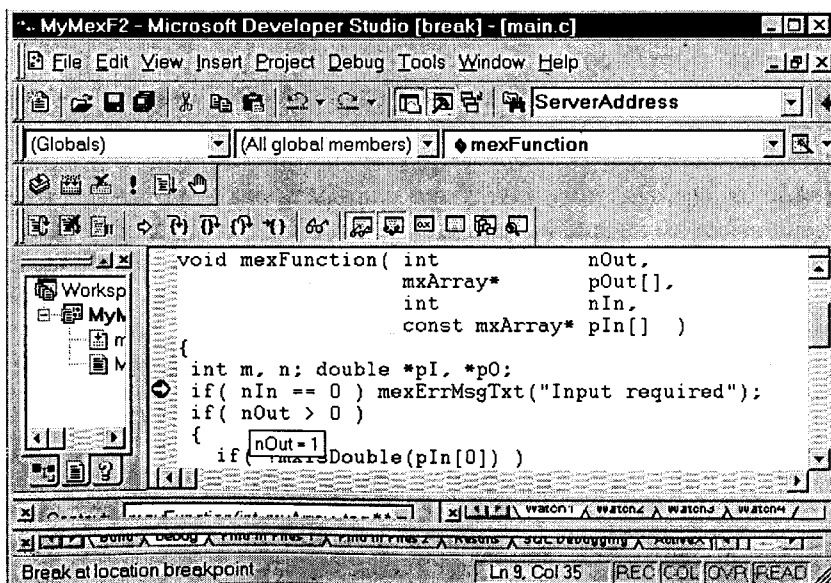 MyMexF2 - Microsoft Developer Studio [break] - [main.c]
File Edit View Insert Project Debug Tools Window Help
ServerAddress
(Globals) (All global members) mexFunction
void mexFunction( int nOut,
mxArray* pOut[],
int nIn,
const mxArray* pIn[] )
{
int m, n; double *pI, *pO;
if( nIn == 0 ) mexErrMsgTxt("Input required");
if( nOut > 0 )
{
nOut = 1
if( !mxIsDouble(pIn[0]) )
Worksp
MyM
m
M
Watch1 Watch2 Watch3 Watch4
Build Debug Find in Files 1 Find in Files 2 Results SQL Debugging
Break at location breakpoint Ln 9, Col 35 REC COL OVR READ